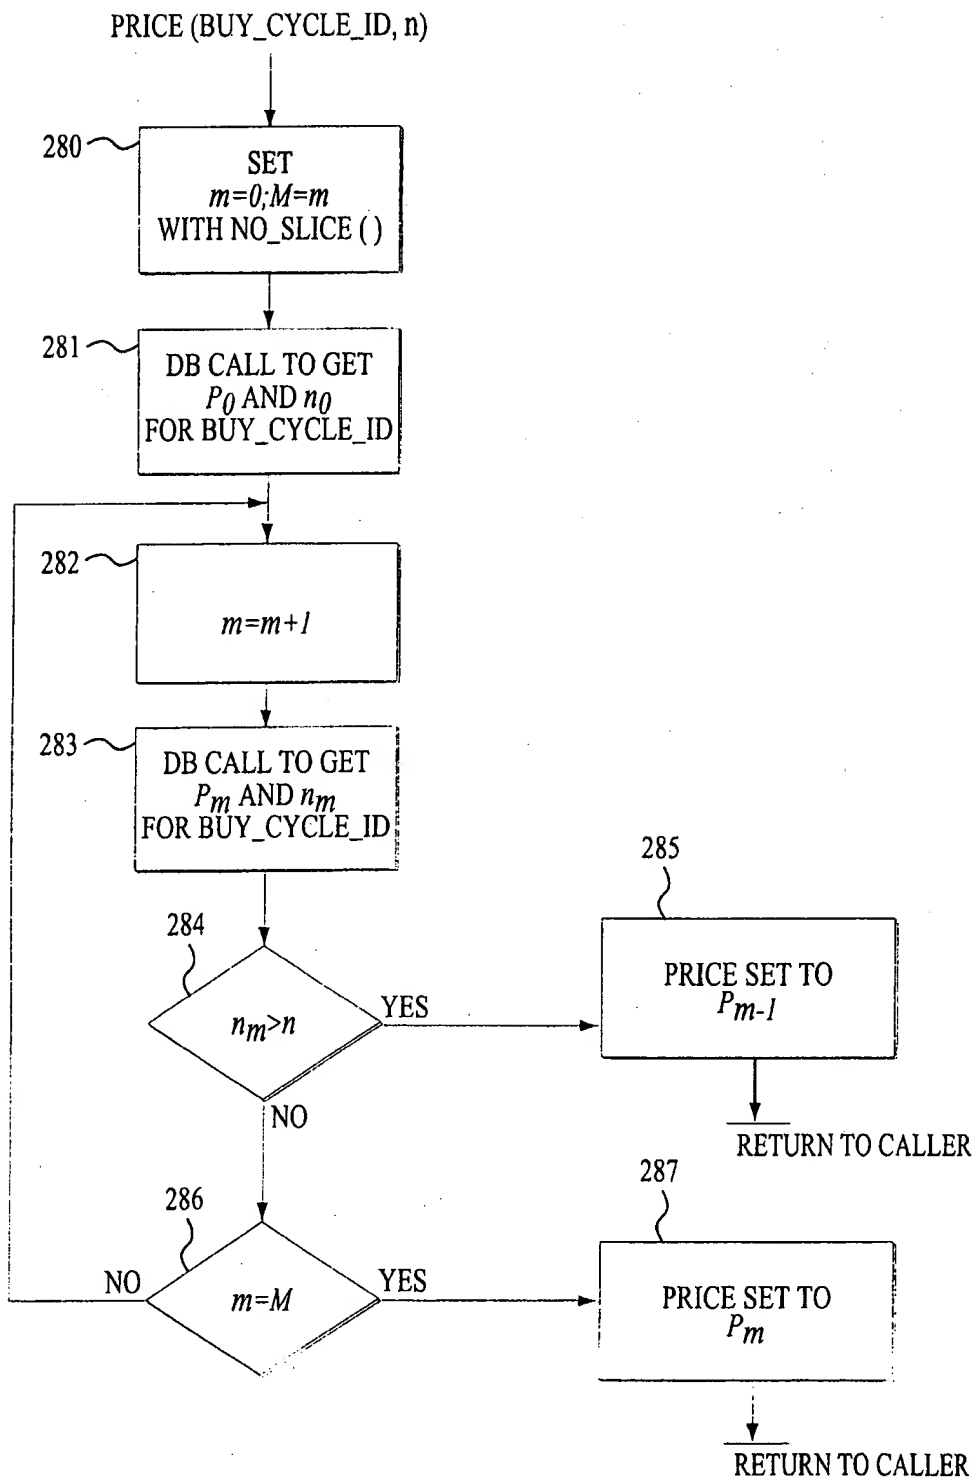 PRICE (BUY_CYCLE_ID, n)
280
SET
m=0;M=m
WITH NO_SLICE ( )
281
DB CALL TO GET
P0 AND n0
FOR BUY_CYCLE_ID
282
m=m+1
283
DB CALL TO GET
Pm AND nm
FOR BUY_CYCLE_ID
284
nm>n
YES
NO
285
PRICE SET TO
Pm-1
RETURN TO CALLER
286
m=M
NO
YES
287
PRICE SET TO
Pm
RETURN TO CALLER